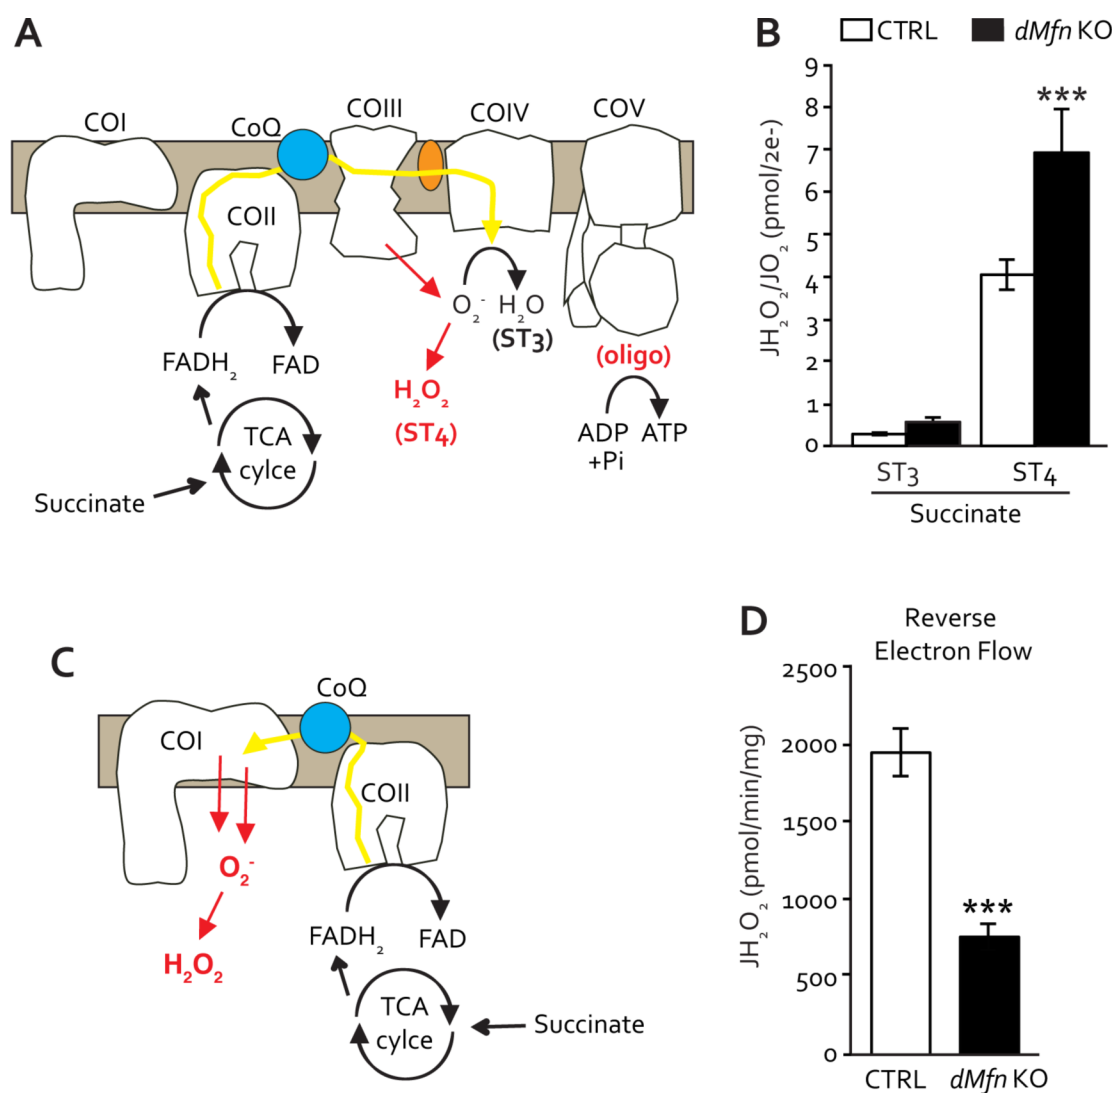 A
COI
CoQ
COIII
COIV
COV
COII
O₂⁻ H₂O
(ST3)
(oligo)
FADH₂ FAD
H₂O₂
(ST4)
ADP ATP
+Pi
TCA
cylce
Succinate
B
CTRL dMfn KO
JH₂O₂/JO₂ (pmol/2e-)
9
8
7
6
5
4
3
2
1
0
***
ST3 ST4
Succinate
C
CoQ
COI
COII
O₂⁻
H₂O₂
FADH₂ FAD
TCA
cylce
Succinate
D
Reverse
Electron Flow
JH₂O₂ (pmol/min/mg)
2500
2000
1500
1000
500
0
***
CTRL dMfn KO